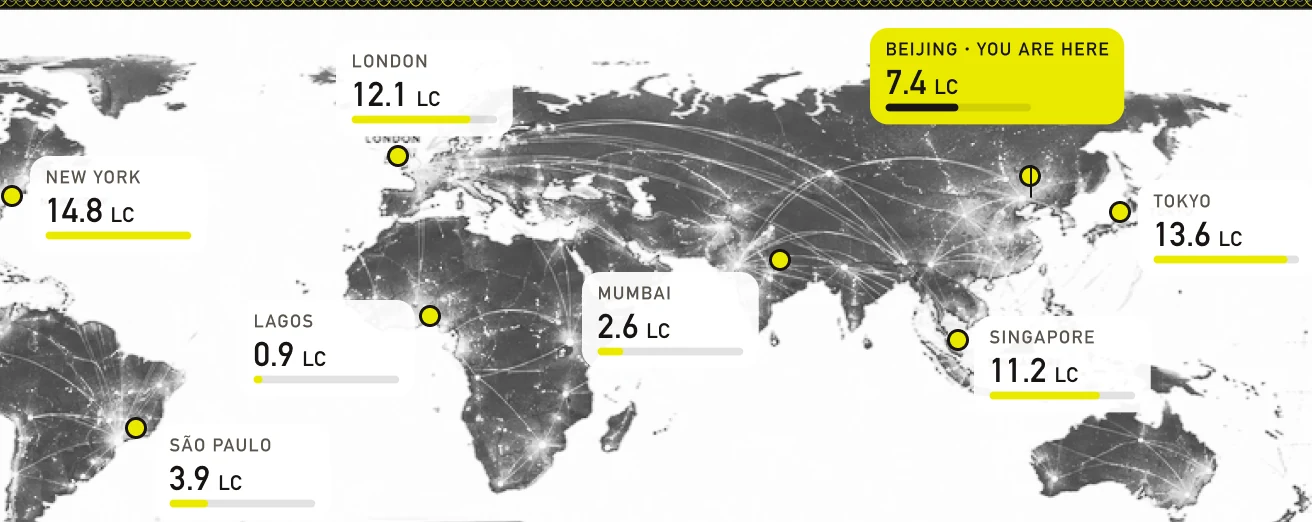 LONDON
12.1 LC
BEIJING · YOU ARE HERE
7.4 LC
LONDON
NEW YORK
14.8 LC
TOKYO
13.6 LC
MUMBAI
2.6 LC
LAGOS
0.9 LC
SINGAPORE
11.2 LC
SÃO PAULO
3.9 LC